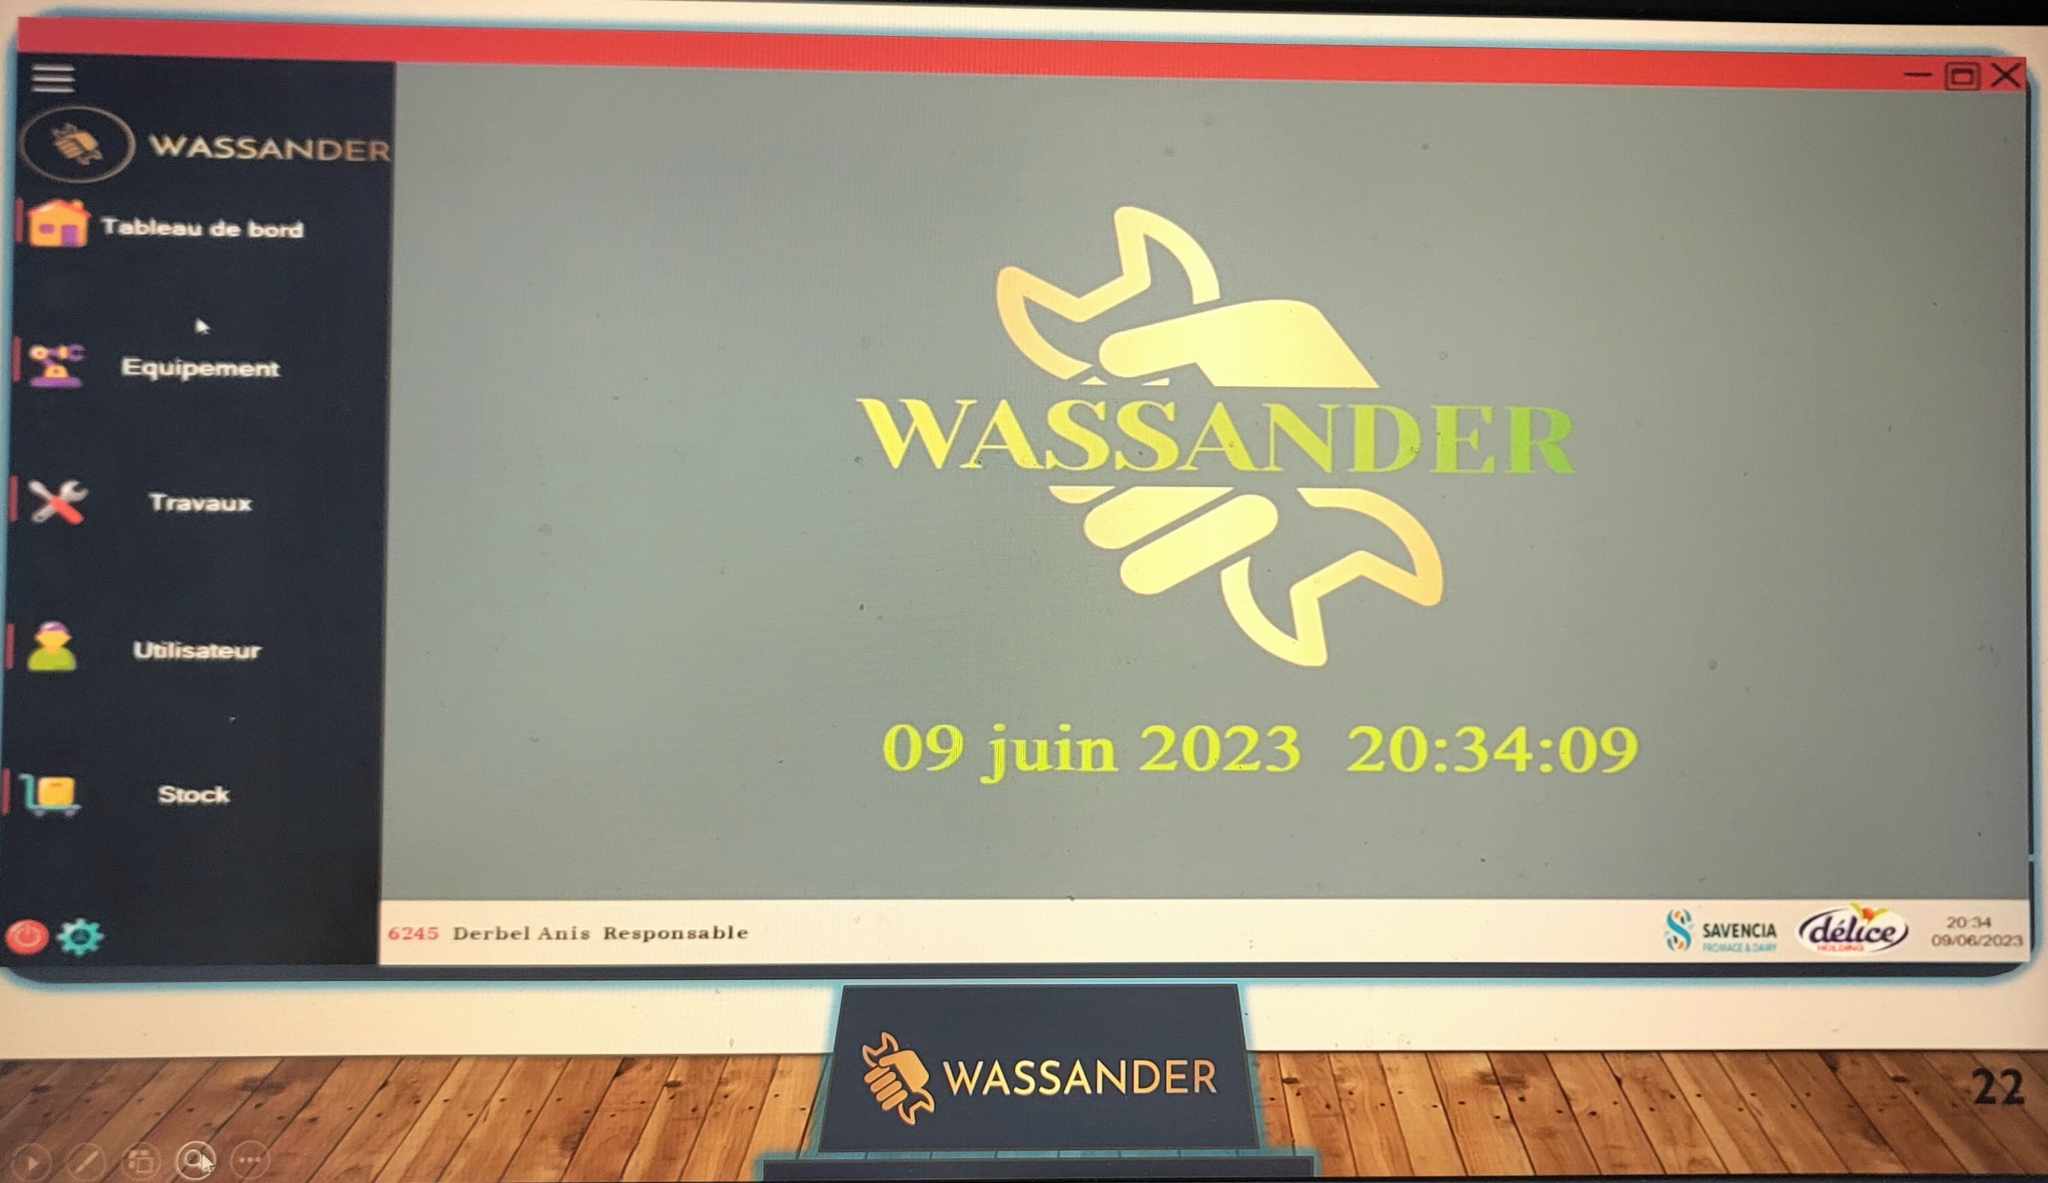 WASSANDER
Tableau de bord
Equipement
Travaux
Utilisateur
Stock
WASSANDER
09 juin 2023 20:34:09
6245 Derbel Anis Responsable
SAVENCIA
FROMAGE & DAIRY
délice
HOLDING
20:34
09/06/2023
WASSANDER
22